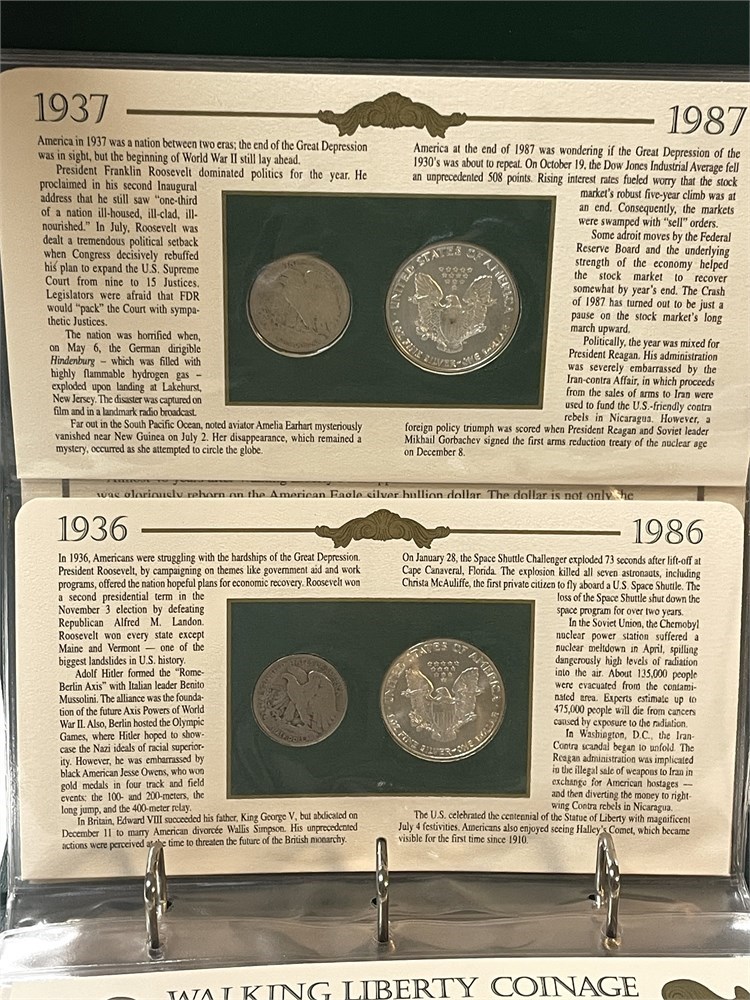 1937
1987
America in 1937 was a nation between two eras; the end of the Great Depression
was in sight, but the beginning of World War II still lay ahead.
President Franklin Roosevelt dominated politics for the year. He
proclaimed in his second Inaugural
address that he still saw "one-third
of a nation ill-housed, ill-clad, ill-
nourished." In July, Roosevelt was
dealt a tremendous political setback
when Congress decisively rebuffed
his plan to expand the U.S. Supreme
Court from nine to 15 Justices.
Legislators were afraid that FDR
would "pack" the Court with sympa-
thetic Justices.
The nation was horrified when,
on May 6, the German dirigible
Hindenburg – which was filled with
highly flammable hydrogen gas –
exploded upon landing at Lakehurst,
New Jersey. The disaster was captured on
film and in a landmark radio broadcast.
Far out in the South Pacific Ocean, noted aviator Amelia Earhart mysteriously
vanished near New Guinea on July 2. Her disappearance, which remained a
mystery, occurred as she attempted to circle the globe.
America at the end of 1987 was wondering if the Great Depression of the
1930's was about to repeat. On October 19, the Dow Jones Industrial Average fell
an unprecedented 508 points. Rising interest rates fueled worry that the stock
market's robust five-year climb was at
an end. Consequently, the markets
were swamped with "sell" orders.
Some adroit moves by the Federal
Reserve Board and the underlying
strength of the economy helped
the stock market to recover
somewhat by year's end. The Crash
of 1987 has turned out to be just a
pause on the stock market's long
march upward.
Politically, the year was mixed for
President Reagan. His administration
was severely embarrassed by the
Iran-contra Affair, in which proceeds
from the sales of arms to Iran were
used to fund the U.S.-friendly contra
rebels in Nicaragua. However, a
foreign policy triumph was scored when President Reagan and Soviet leader
Mikhail Gorbachev signed the first arms reduction treaty of the nuclear age
on December 8.
UNITED STATES OF AMERICA
1 OZ. FINE SILVER~ONE DOLLAR
was gloriously reborn on the American Eagle silver bullion dollar. The dollar is not only the
1936
1986
In 1936, Americans were struggling with the hardships of the Great Depression.
President Roosevelt, by campaigning on themes like government aid and work
programs, offered the nation hopeful plans for economic recovery. Roosevelt won
a second presidential term in the
November 3 election by defeating
Republican Alfred M. Landon.
Roosevelt won every state except
Maine and Vermont — one of the
biggest landslides in U.S. history.
Adolf Hitler formed the "Rome-
Berlin Axis" with Italian leader Benito
Mussolini. The alliance was the founda-
tion of the future Axis Powers of World
War II. Also, Berlin hosted the Olympic
Games, where Hitler hoped to show-
case the Nazi ideals of racial superior-
ity. However, he was embarrassed by
black American Jesse Owens, who won
gold medals in four track and field
events: the 100- and 200-meters, the
long jump, and the 400-meter relay.
In Britain, Edward VIII succeeded his father, King George V, but abdicated on
December 11 to marry American divorcée Wallis Simpson. His unprecedented
actions were perceived at the time to threaten the future of the British monarchy.
On January 28, the Space Shuttle Challenger exploded 73 seconds after lift-off at
Cape Canaveral, Florida. The explosion killed all seven astronauts, including
Christa McAuliffe, the first private citizen to fly aboard a U.S. Space Shuttle. The
loss of the Space Shuttle shut down the
space program for over two years.
In the Soviet Union, the Chernobyl
nuclear power station suffered a
nuclear meltdown in April, spilling
dangerously high levels of radiation
into the air. About 135,000 people
were evacuated from the contami-
nated area. Experts estimate up to
475,000 people will die from cancers
caused by exposure to the radiation.
In Washington, D.C., the Iran-
Contra scandal began to unfold. The
Reagan administration was implicated
in the illegal sale of weapons to Iran in
exchange for American hostages —
and then diverting the money to right-
wing Contra rebels in Nicaragua.
The U.S. celebrated the centennial of the Statue of Liberty with magnificent
July 4 festivities. Americans also enjoyed seeing Halley's Comet, which became
visible for the first time since 1910.
UNITED STATES OF AMERICA
1 OZ. FINE SILVER~ONE DOLLAR
WALKING LIBERTY COINAGE